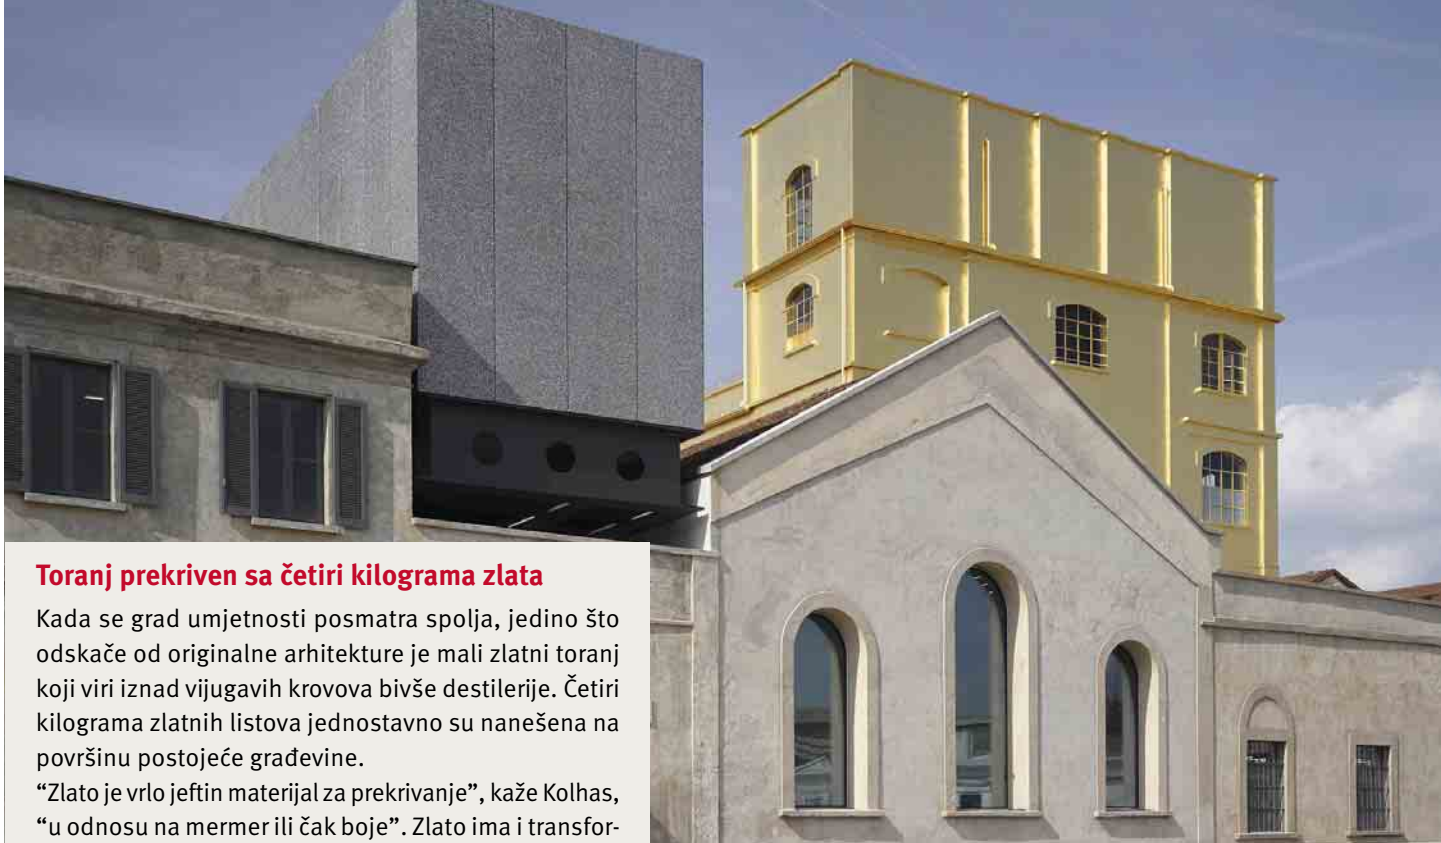 Toranj prekriven sa četiri kilograma zlata
Kada se grad umjetnosti posmatra spolja, jedino što
odskače od originalne arhitekture je mali zlatni toranj
koji viri iznad vijugavih krovova bivše destilerije. Četiri
kilograma zlatnih listova jednostavno su nanešena na
površinu postojeće građevine.
“Zlato je vrlo jeftin materijal za prekrivanje”, kaže Kolhas,
“u odnosu na mermer ili čak boje”. Zlato ima i transfor-